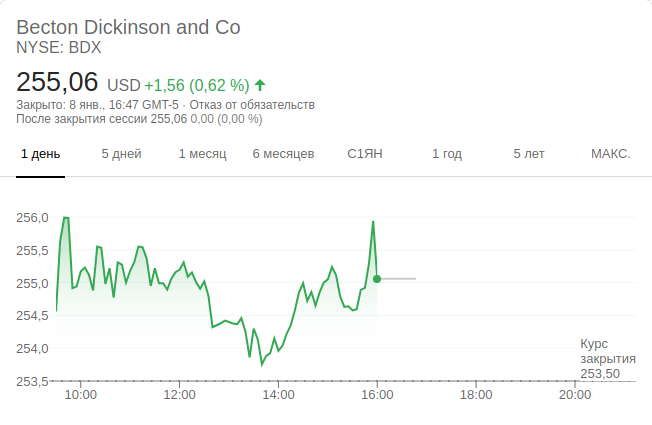 Becton Dickinson and Co
NYSE: BDX
255,06 USD +1,56 (0,62 %) ↑
Закрыто: 8 янв., 16:47 GMT-5 · Отказ от обязательств
После закрытия сессии 255,06 0,00 (0,00 %)
1 день 5 дней 1 месяц 6 месяцев С1ЯН 1 год 5 лет МАКС.
256,0
255,5
255,0
254,5
254,0
253,5
Курс
закрытия
253,50
10:00 12:00 14:00 16:00 18:00 20:00